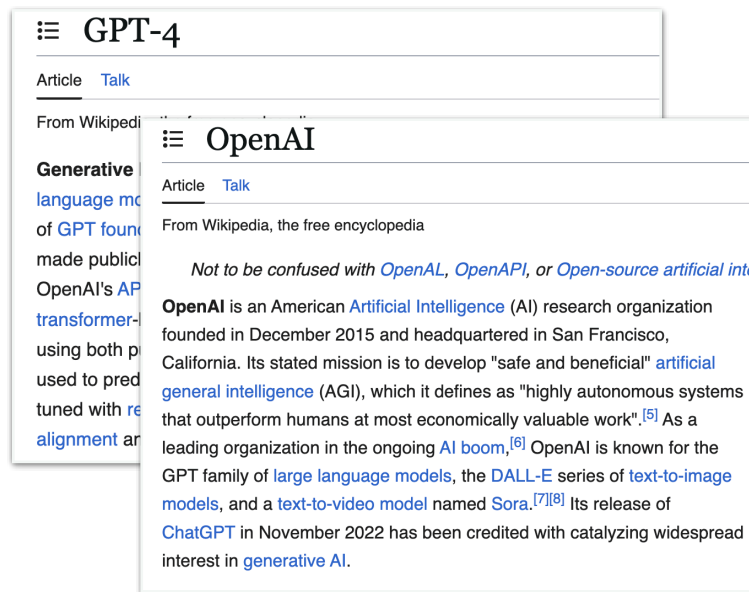 GPT-4
Article Talk
From Wikipedi
Generative
language mo
of GPT foun
made publicl
OpenAI's AP
transformer-
using both p
used to pred
tuned with re
alignment an
OpenAI
Article Talk
From Wikipedia, the free encyclopedia
Not to be confused with OpenAL, OpenAPI, or Open-source artificial inte
OpenAI is an American Artificial Intelligence (AI) research organization
founded in December 2015 and headquartered in San Francisco,
California. Its stated mission is to develop "safe and beneficial" artificial
general intelligence (AGI), which it defines as "highly autonomous systems
that outperform humans at most economically valuable work".[5] As a
leading organization in the ongoing AI boom,[6] OpenAI is known for the
GPT family of large language models, the DALL-E series of text-to-image
models, and a text-to-video model named Sora.[7][8] Its release of
ChatGPT in November 2022 has been credited with catalyzing widespread
interest in generative AI.